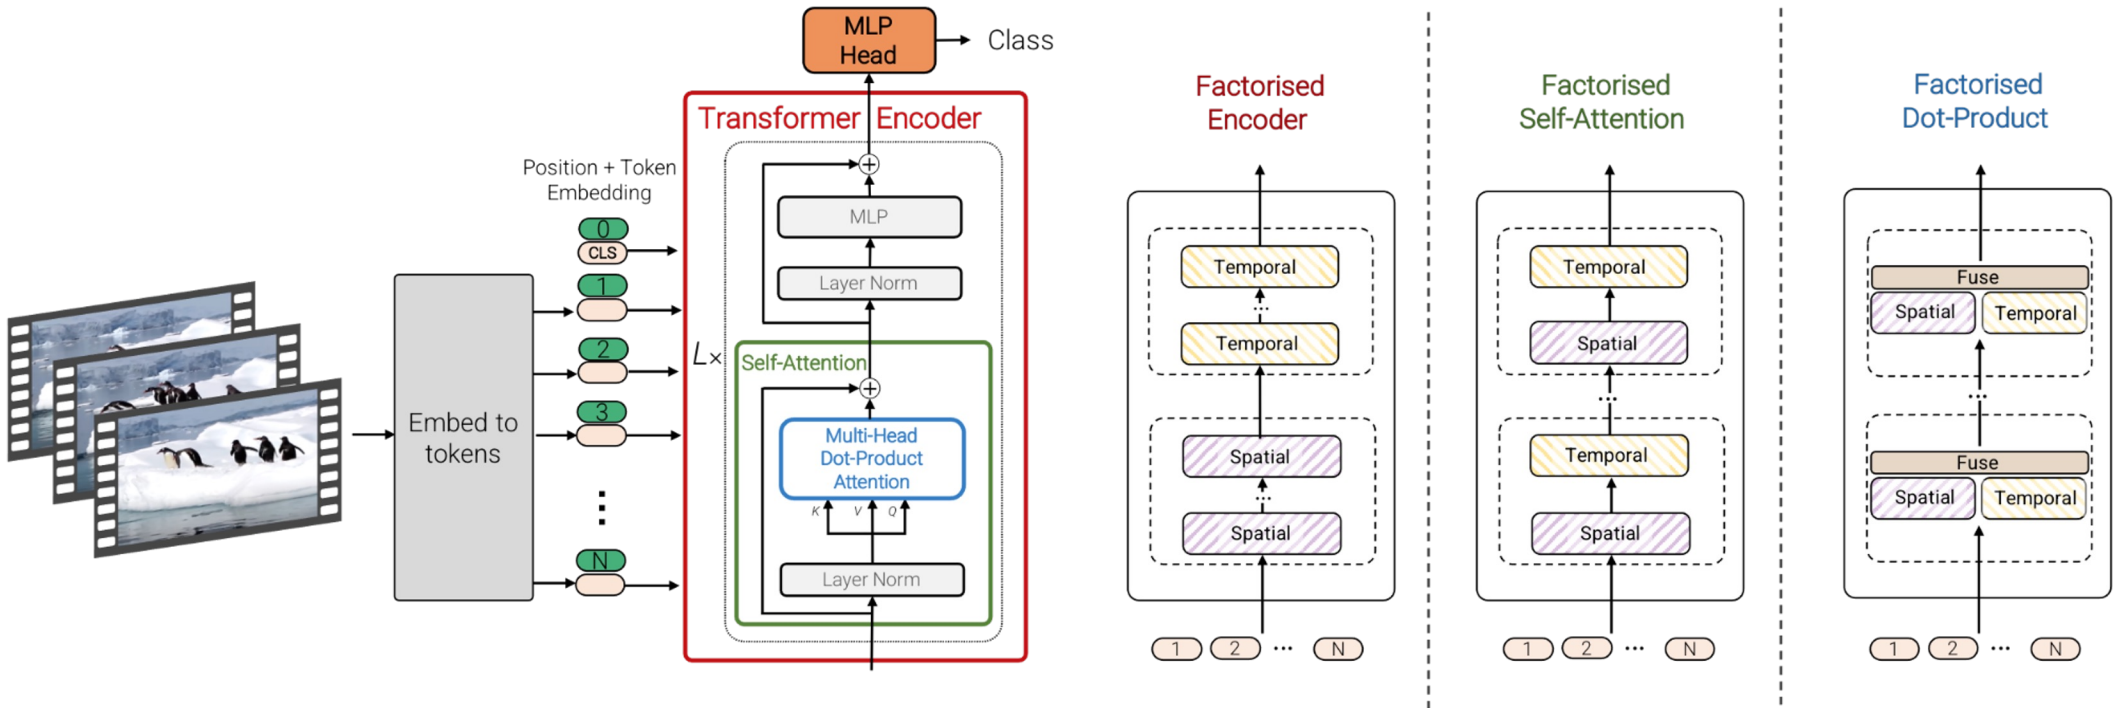 MLP
Head
Class
Transformer Encoder
Position + Token
Embedding
0
CLS
1
2
3
N
Embed to
tokens
L×
MLP
Layer Norm
Self-Attention
Multi-Head
Dot-Product
Attention
K V Q
Layer Norm
Factorised
Encoder
Temporal
Temporal
Spatial
Spatial
1 2 ... N
Factorised
Self-Attention
Temporal
Spatial
Temporal
Spatial
1 2 ... N
Factorised
Dot-Product
Fuse
Spatial Temporal
Fuse
Spatial Temporal
1 2 ... N